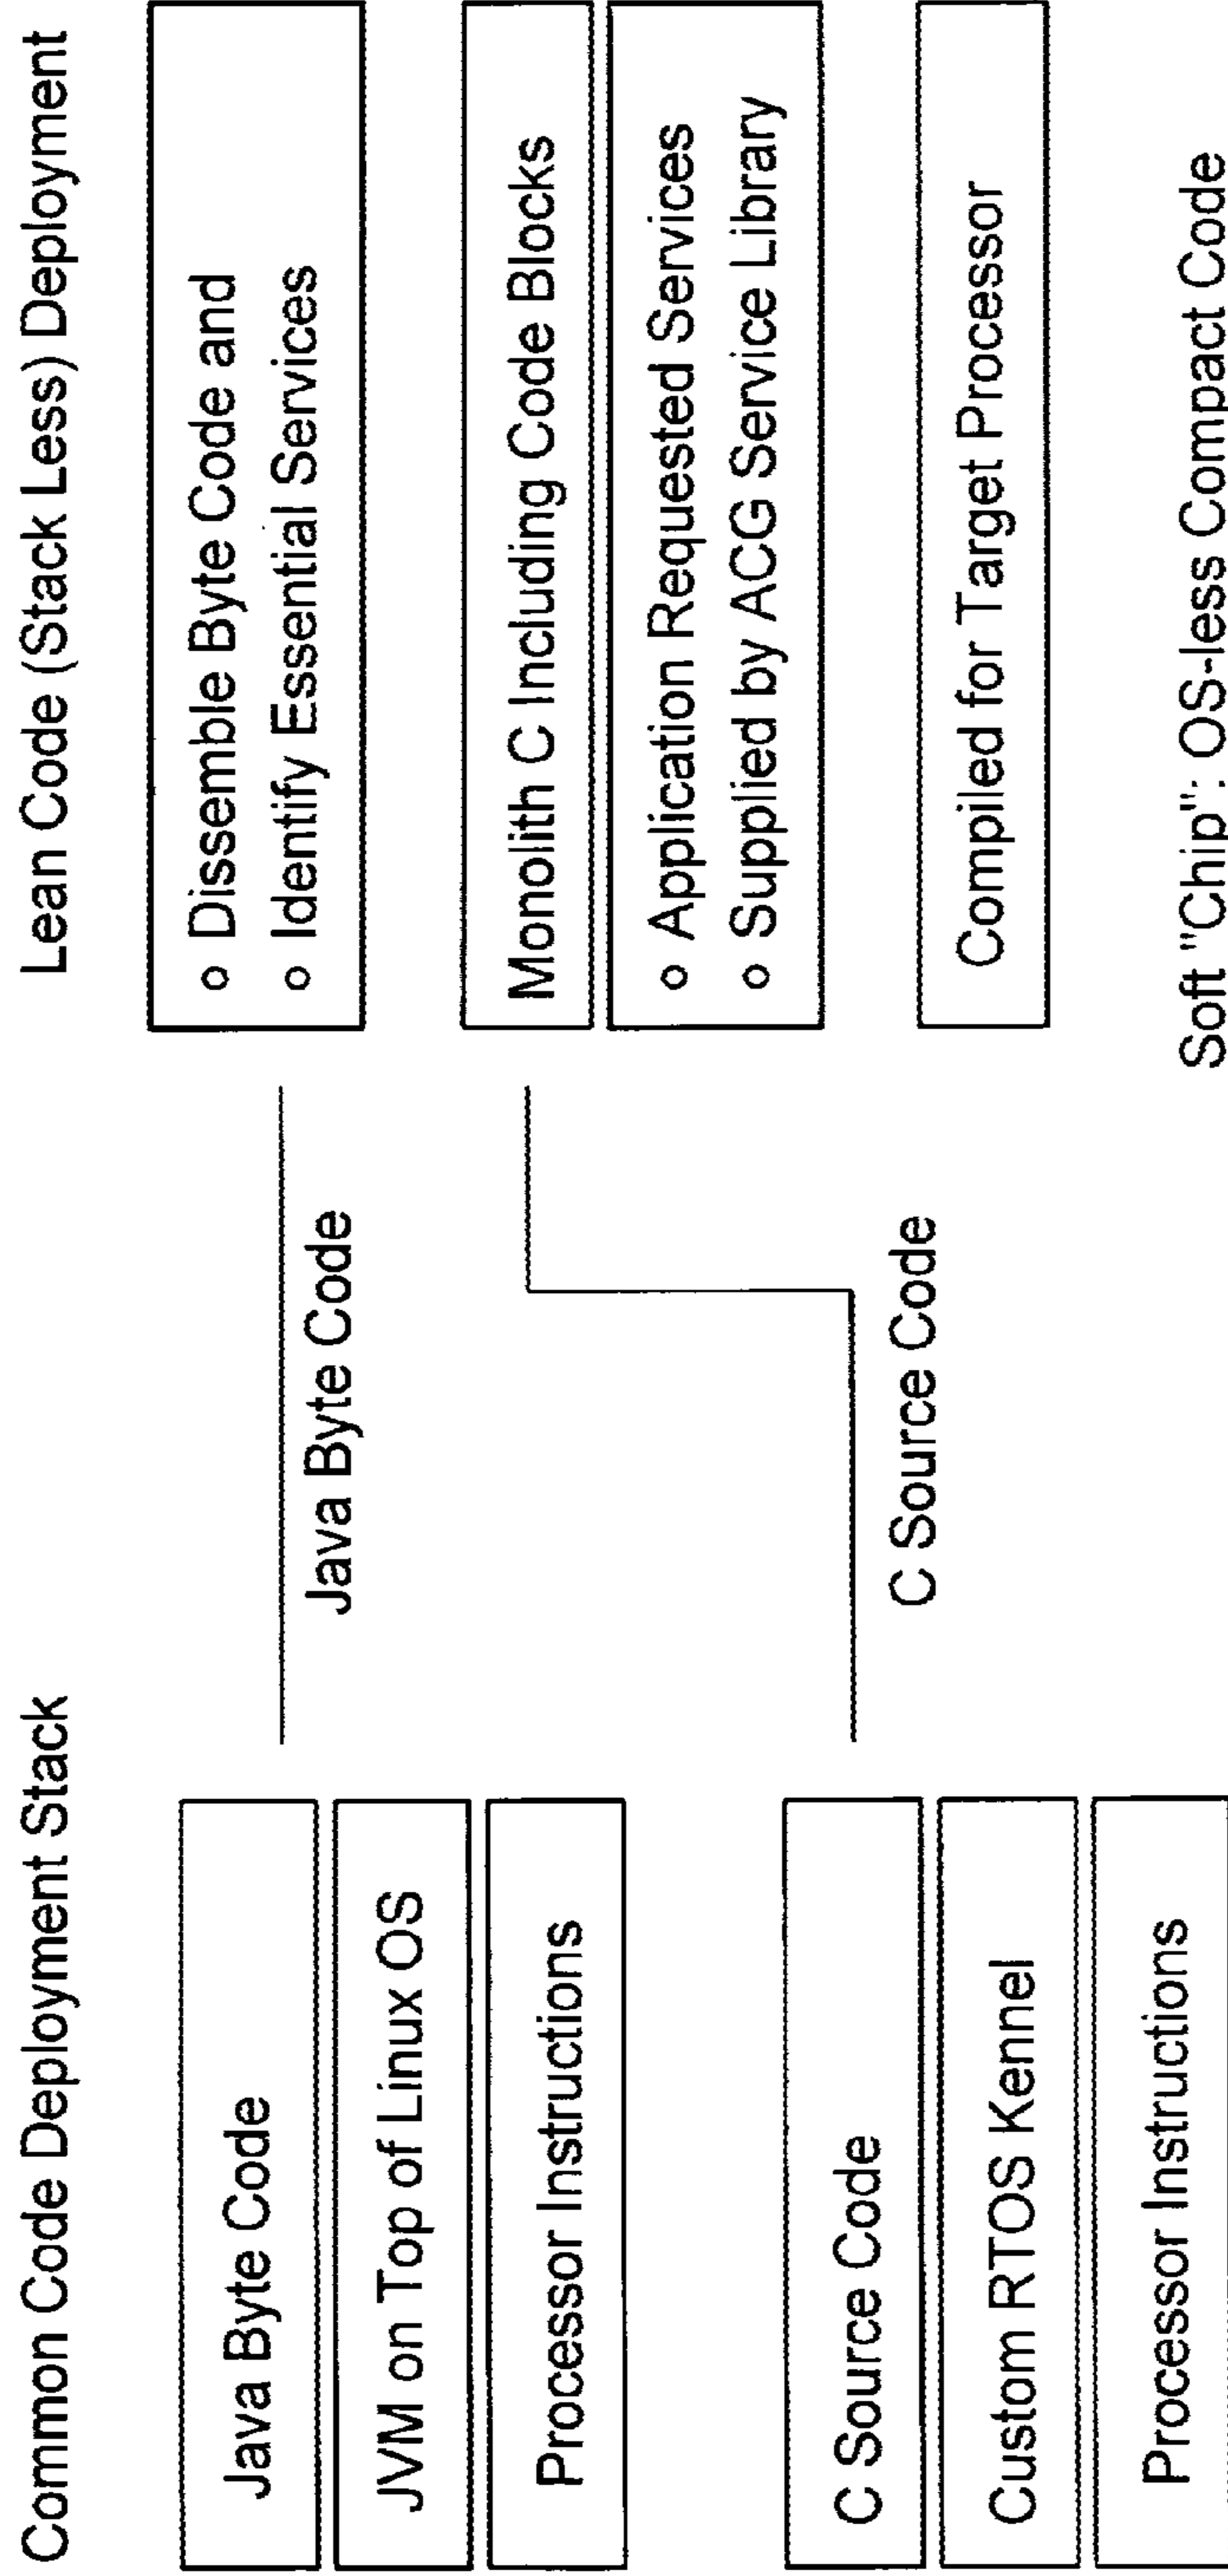 Common Code Deployment Stack
Java Byte Code
JVM on Top of Linux OS
Processor Instructions
C Source Code
Custom RTOS Kennel
Processor Instructions
Java Byte Code
C Source Code
Lean Code (Stack Less) Deployment
o Dissemble Byte Code and
o Identify Essential Services
Monolith C Including Code Blocks
o Application Requested Services
o Supplied by ACG Service Library
Compiled for Target Processor
Soft "Chip": OS-less Compact Code